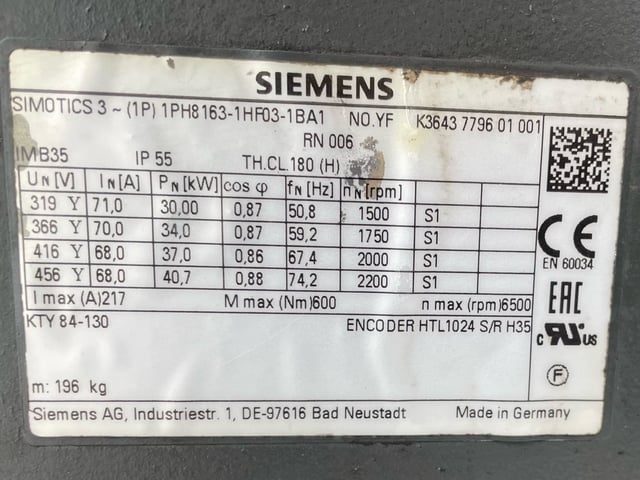 SIEMENS
SIMOTICS 3 ~ (1P) 1PH8163-1HF03-1BA1 NO.YF K3643 7796 01 001
RN 006
IMB35 IP 55 TH.CL.180 (H)
UN [V] IN [A] PN [kW] cos φ fN [Hz] nN [rpm]
319 Y 71,0 30,00 0,87 50,8 1500 S1
366 Y 70,0 34,0 0,87 59,2 1750 S1
416 Y 68,0 37,0 0,86 67,4 2000 S1
456 Y 68,0 40,7 0,88 74,2 2200 S1
I max (A)217 M max (Nm)600 n max (rpm)6500
KTY 84-130 ENCODER HTL1024 S/R H35
m: 196 kg
Siemens AG, Industriestr. 1, DE-97616 Bad Neustadt Made in Germany
CE
EN 60034
EAC
c RU US
F